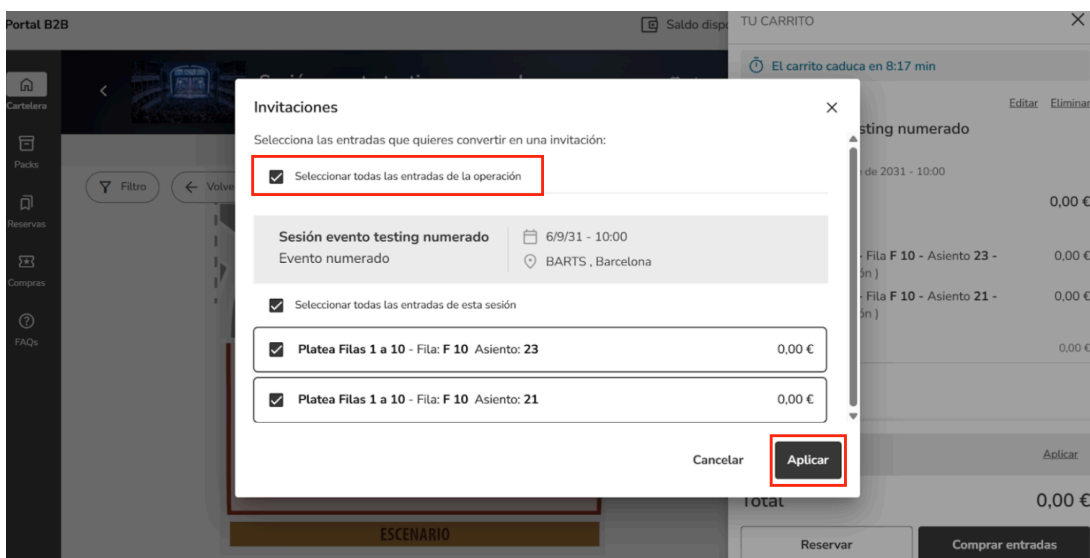 Portal B2B
Saldo dispo
TU CARRITO
El carrito caduca en 8:17 min
Cartelera
Packs
Reservas
Compras
FAQs
Filtro
Volve
Invitaciones
Selecciona las entradas que quieres convertir en una invitación:
Seleccionar todas las entradas de la operación
Sesión evento testing numerado
6/9/31 - 10:00
Evento numerado
BARTS , Barcelona
Seleccionar todas las entradas de esta sesión
Platea Filas 1 a 10 - Fila: F 10 Asiento: 23
0,00 €
Platea Filas 1 a 10 - Fila: F 10 Asiento: 21
0,00 €
Cancelar
Aplicar
ESCENARIO
Editar Eliminar
sting numerado
de 2031 - 10:00
0,00 €
- Fila F 10 - Asiento 23 -
0,00 €
ón )
- Fila F 10 - Asiento 21 -
0,00 €
ón )
0,00 €
Aplicar
Total
0,00 €
Reservar
Comprar entradas